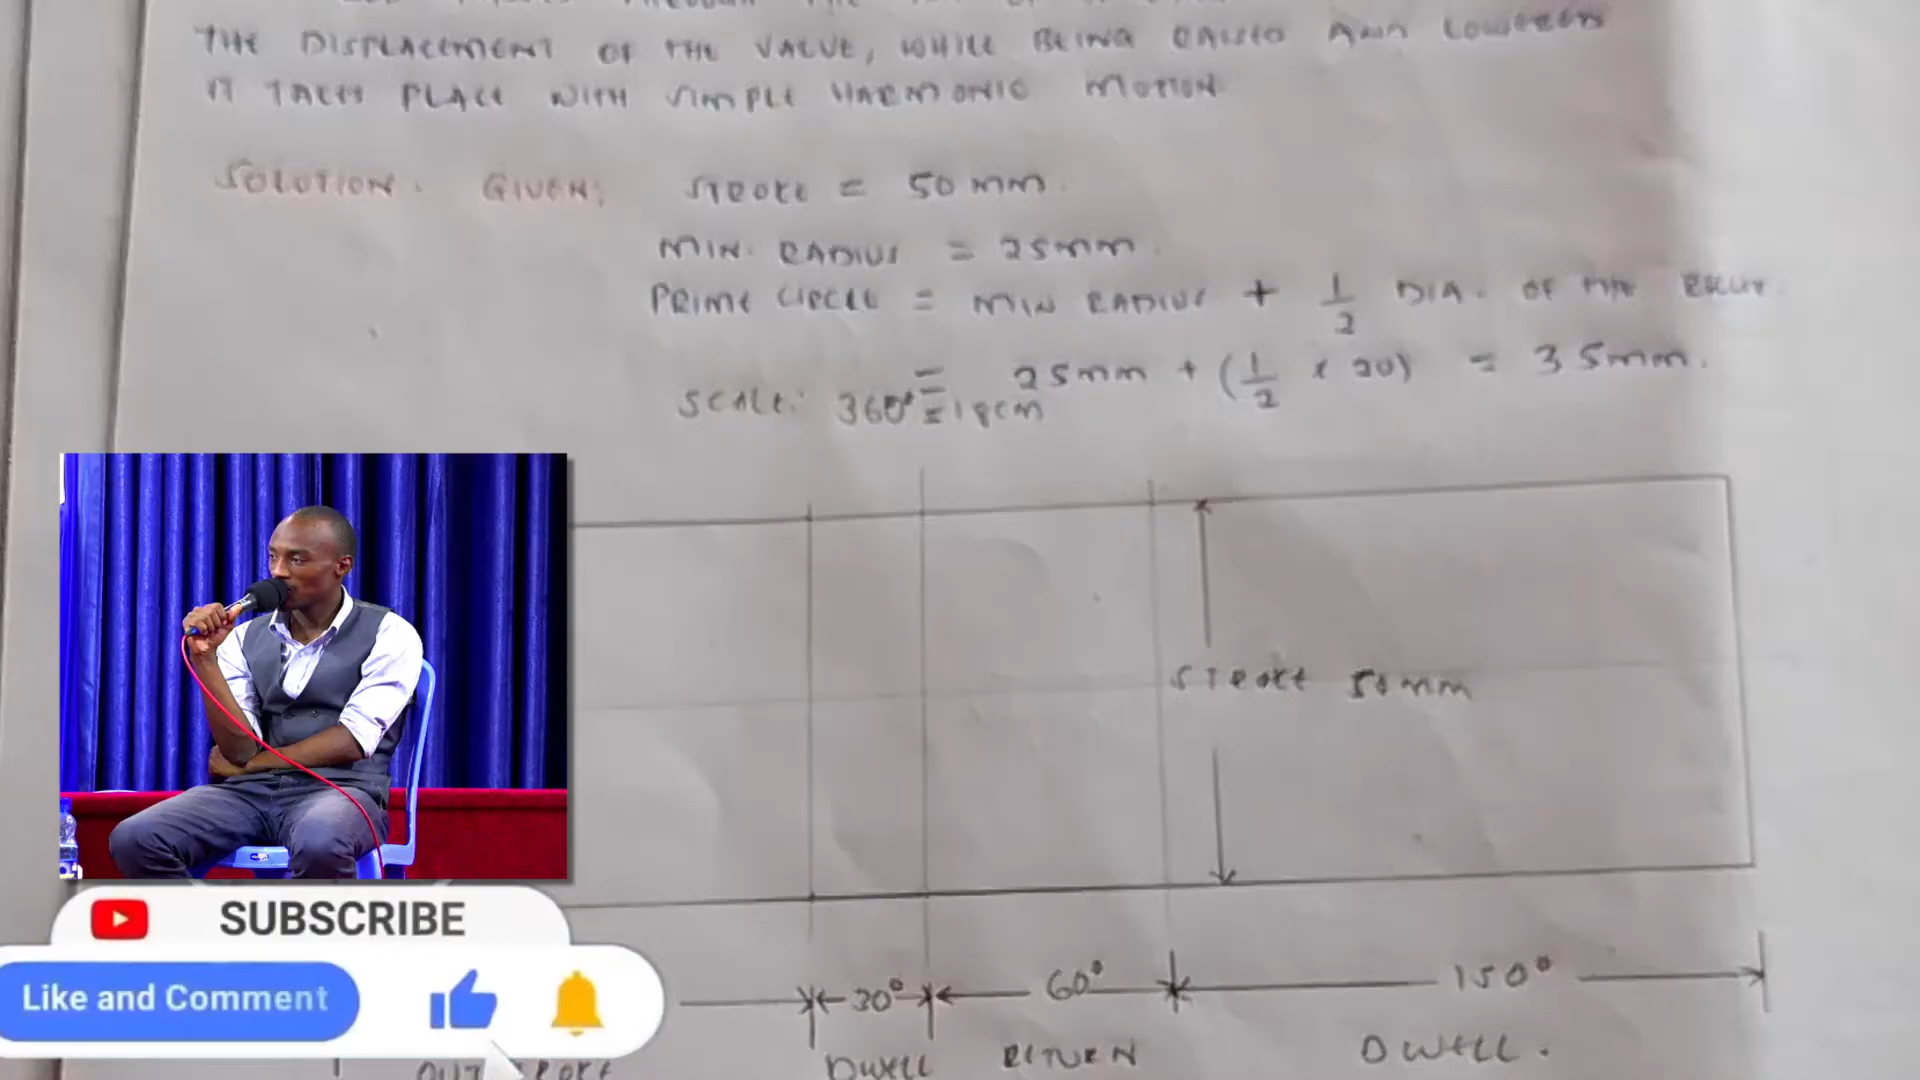 THE DISPLACEMENT OF THE VALVE, WHILE BEING RAISED AND LOWERED
IT TAKES PLACE WITH SIMPLE HARMONIC MOTION
SOLUTION. GIVEN: STROKE = 50 mm.
MIN. RADIUS = 25mm.
PRIME CIRCLE = MIN RADIUS + 1/2 DIA. OF THE ROLLER.
= 25mm + (1/2 x 20) = 35mm.
SCALE: 360° = 18cm
STROKE 50mm
30° 60° 150°
OUT STROKE DWELL RETURN DWELL.
SUBSCRIBE
Like and Comment